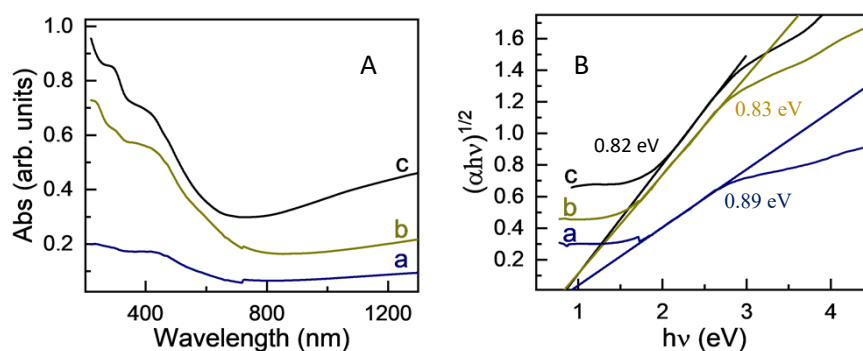 A
Abs (arb. units)
1.0
0.8
0.6
0.4
0.2
c
b
a
400
800
1200
Wavelength (nm)
B
(αhν)1/2
1.6
1.4
1.2
1.0
0.8
0.6
0.4
0.2
0.82 eV
0.83 eV
0.89 eV
c
b
a
1
2
3
4
hν (eV)